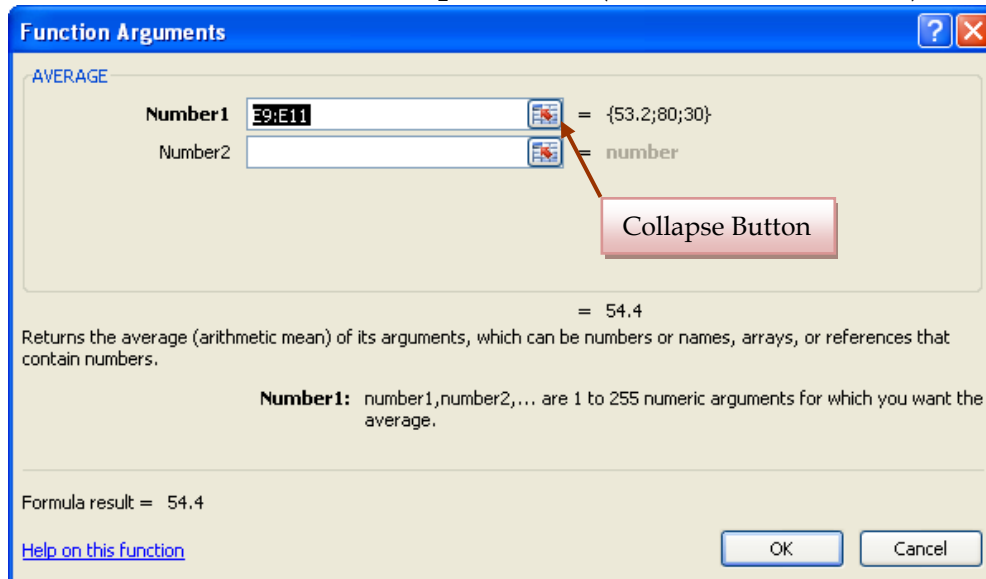 Function Arguments
AVERAGE
Number1 E9:E11 = {53.2;80;30}
Number2 = number
Collapse Button
= 54.4
Returns the average (arithmetic mean) of its arguments, which can be numbers or names, arrays, or references that
contain numbers.
Number1: number1,number2,... are 1 to 255 numeric arguments for which you want the
average.
Formula result = 54.4
Help on this function
OK Cancel